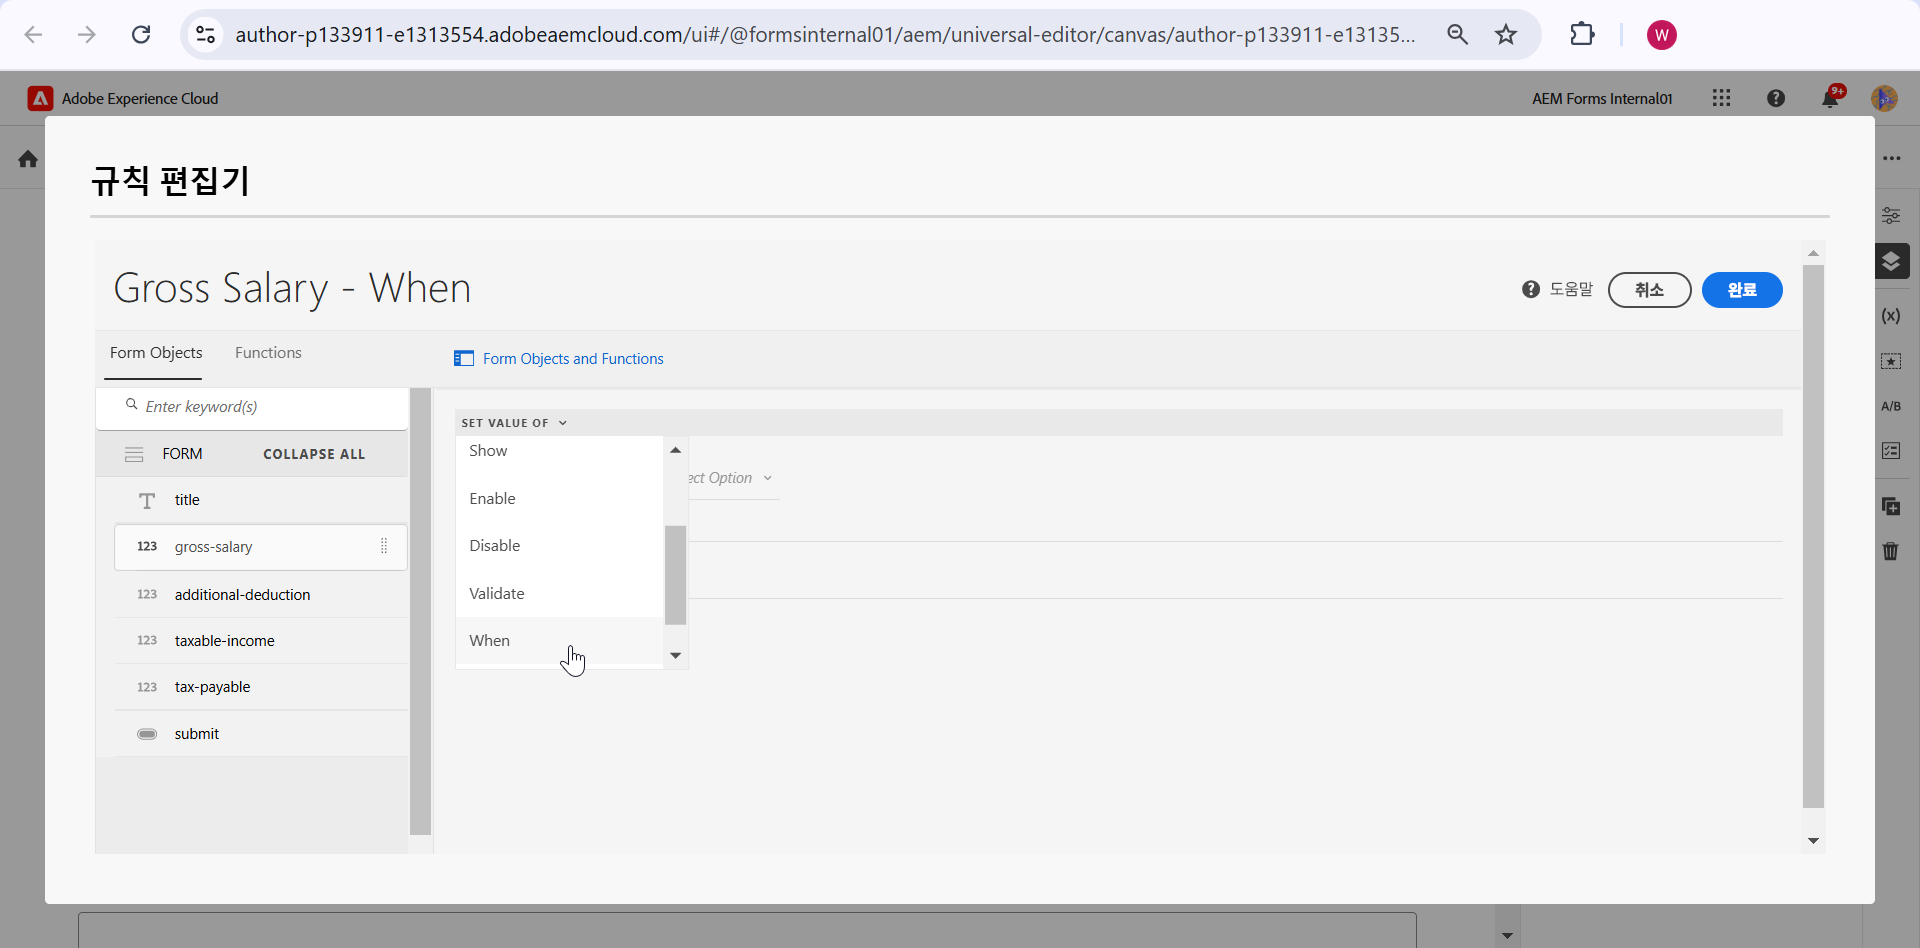 author-p133911-e1313554.adobeaemcloud.com/ui#/@formsinternal01/aem/universal-editor/canvas/author-p133911-e13135...
W
Adobe Experience Cloud
AEM Forms Internal01
9+
규칙 편집기
Gross Salary - When
도움말
취소
완료
Form Objects
Functions
Form Objects and Functions
Enter keyword(s)
FORM
COLLAPSE ALL
title
123 gross-salary
123 additional-deduction
123 taxable-income
123 tax-payable
submit
SET VALUE OF
Show
ect Option
Enable
Disable
Validate
When
(x)
A/B